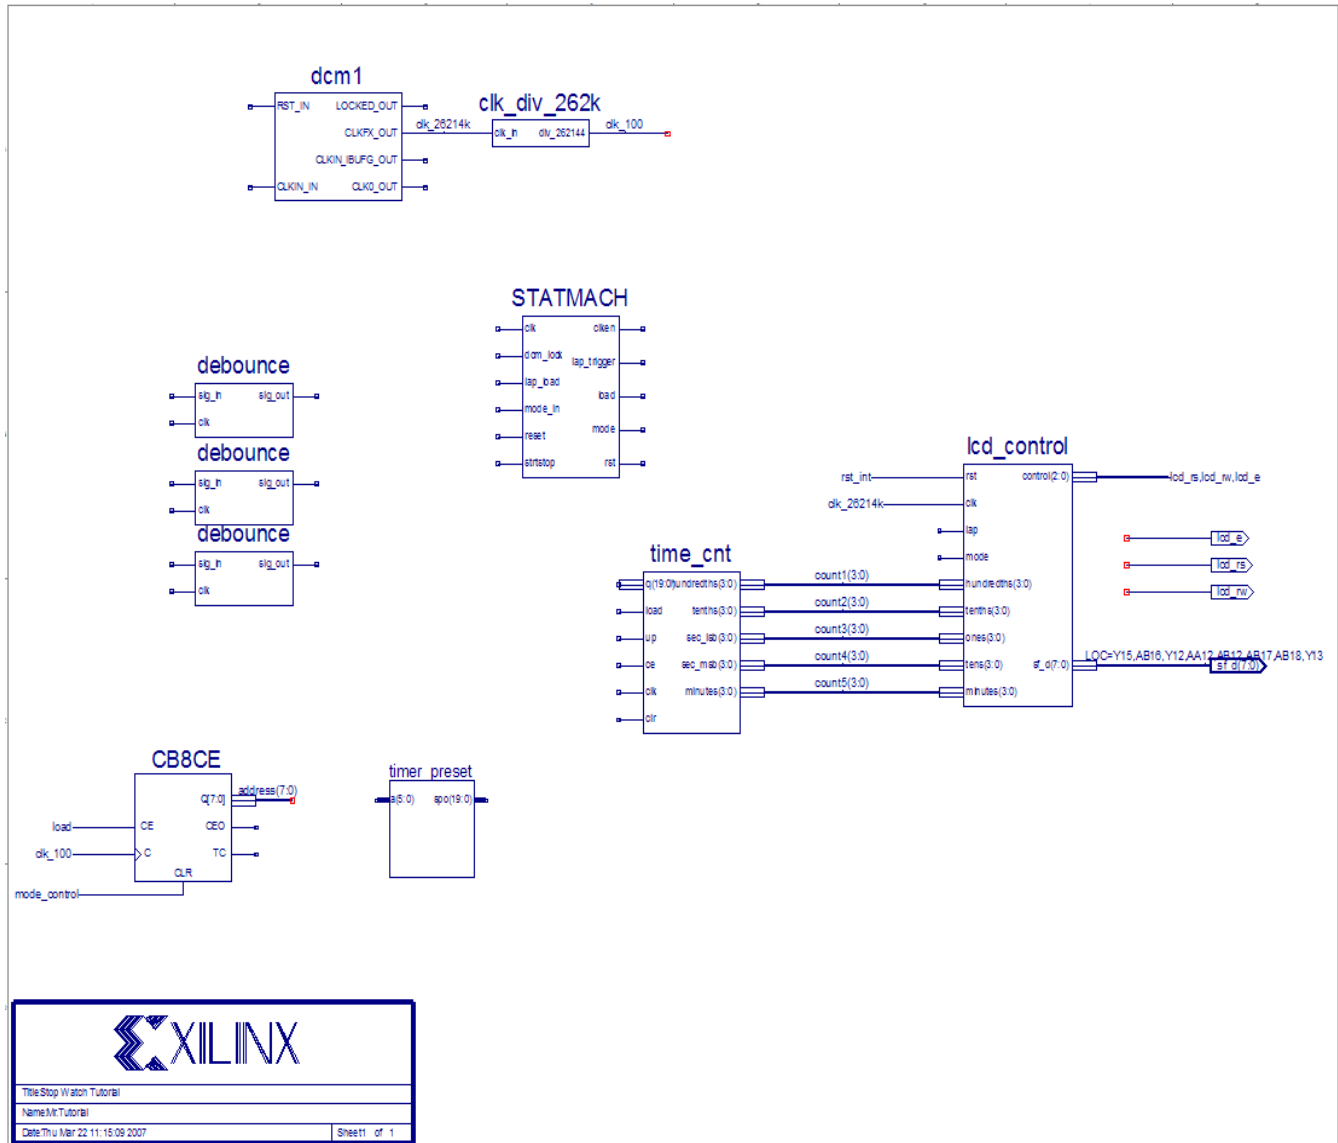 dcm1
RST_IN LOCKED_OUT
CLKFX_OUT
CLKIN_IBUFG_OUT
CLKIN_IN CLK0_OUT
clk_26214k
clk_div_262k
clk_in div_262144
clk_100
STATMACH
clk clken
dcm_lock lap_trigger
lap_load load
mode_in mode
reset
strtstop rst
debounce
sig_in sig_out
clk
debounce
sig_in sig_out
clk
debounce
sig_in sig_out
clk
lcd_control
rst_int rst control(2:0) lcd_rs,lcd_rw,lcd_e
clk_26214k clk
lap
mode
hundredths(3:0)
tenths(3:0)
ones(3:0)
tens(3:0) sf_d(7:0)
minutes(3:0)
lcd_e
lcd_rs
lcd_rw
LOC=Y15,AB16,Y12,AA12,AB12,AB17,AB18,Y13
sf_d(7:0)
time_cnt
q(19:0) hundredths(3:0) count1(3:0)
load tenths(3:0) count2(3:0)
up sec_lsb(3:0) count3(3:0)
ce sec_msb(3:0) count4(3:0)
clk minutes(3:0) count5(3:0)
clr
CB8CE
Q[7:0] address(7:0)
load CE CEO
clk_100 C TC
CLR
mode_control
timer_preset
a(5:0) spo(19:0)
XILINX
Title:Stop Watch Tutorial
Name:Mr.Tutorial
Date:Thu Mar 22 11:15:09 2007 Sheet1 of 1